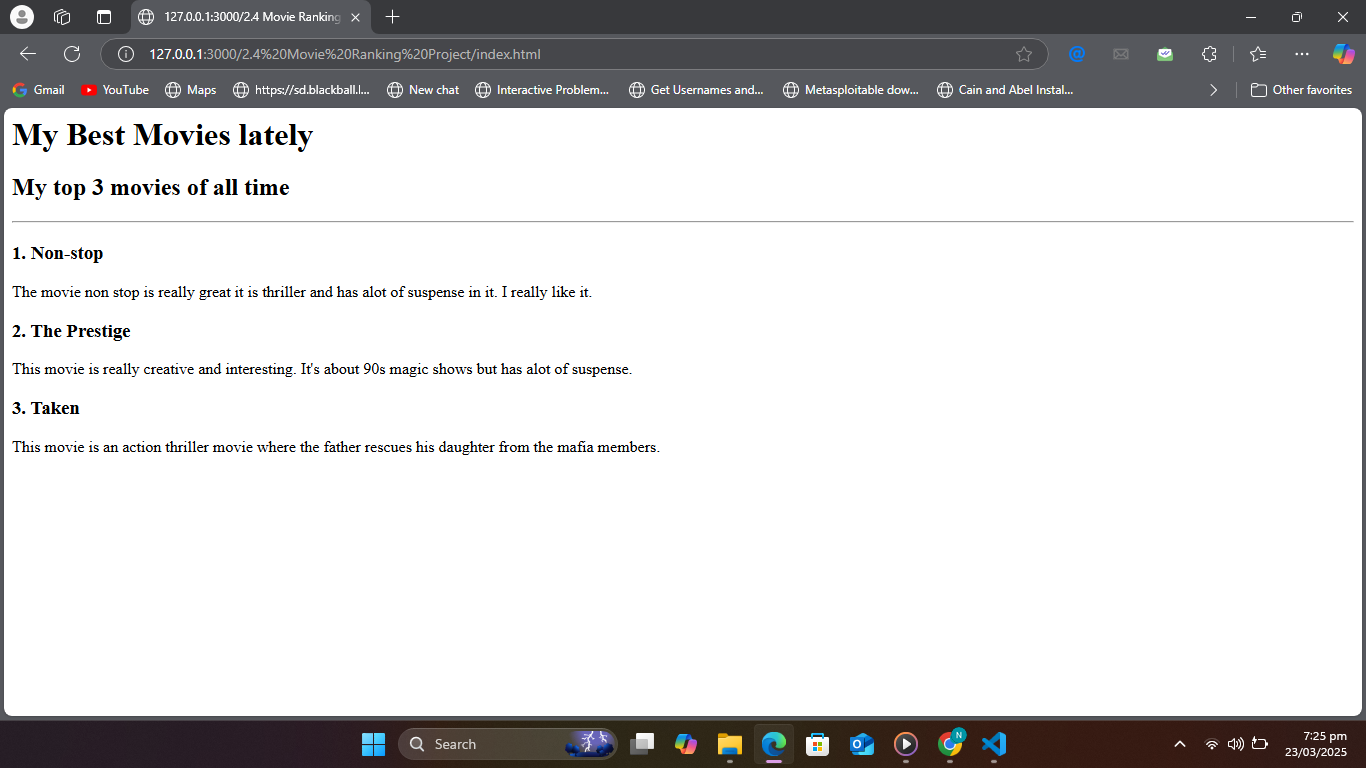 127.0.0.1:3000/2.4 Movie Ranking
127.0.0.1:3000/2.4%20Movie%20Ranking%20Project/index.html
Gmail YouTube Maps https://sd.blackball.l... New chat Interactive Problem... Get Usernames and... Metasploitable dow... Cain and Abel Instal... Other favorites
My Best Movies lately
My top 3 movies of all time
1. Non-stop
The movie non stop is really great it is thriller and has alot of suspense in it. I really like it.
2. The Prestige
This movie is really creative and interesting. It's about 90s magic shows but has alot of suspense.
3. Taken
This movie is an action thriller movie where the father rescues his daughter from the mafia members.
Search N 7:25 pm
23/03/2025